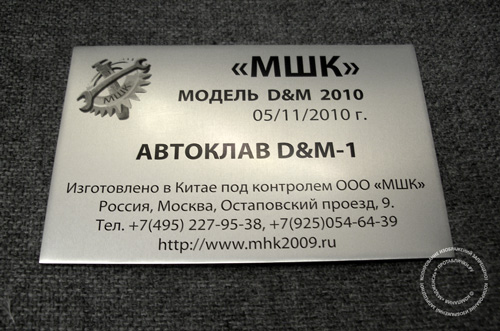 МШК
«МШК»
МОДЕЛЬ D&M 2010
05/11/2010 г.
АВТОКЛАВ D&M-1
Изготовлено в Китае под контролем ООО «МШК»
Россия, Москва, Остаповский проезд, 9.
Тел. +7(495) 227-95-38, +7(925)054-64-39
http://www.mhk2009.ru